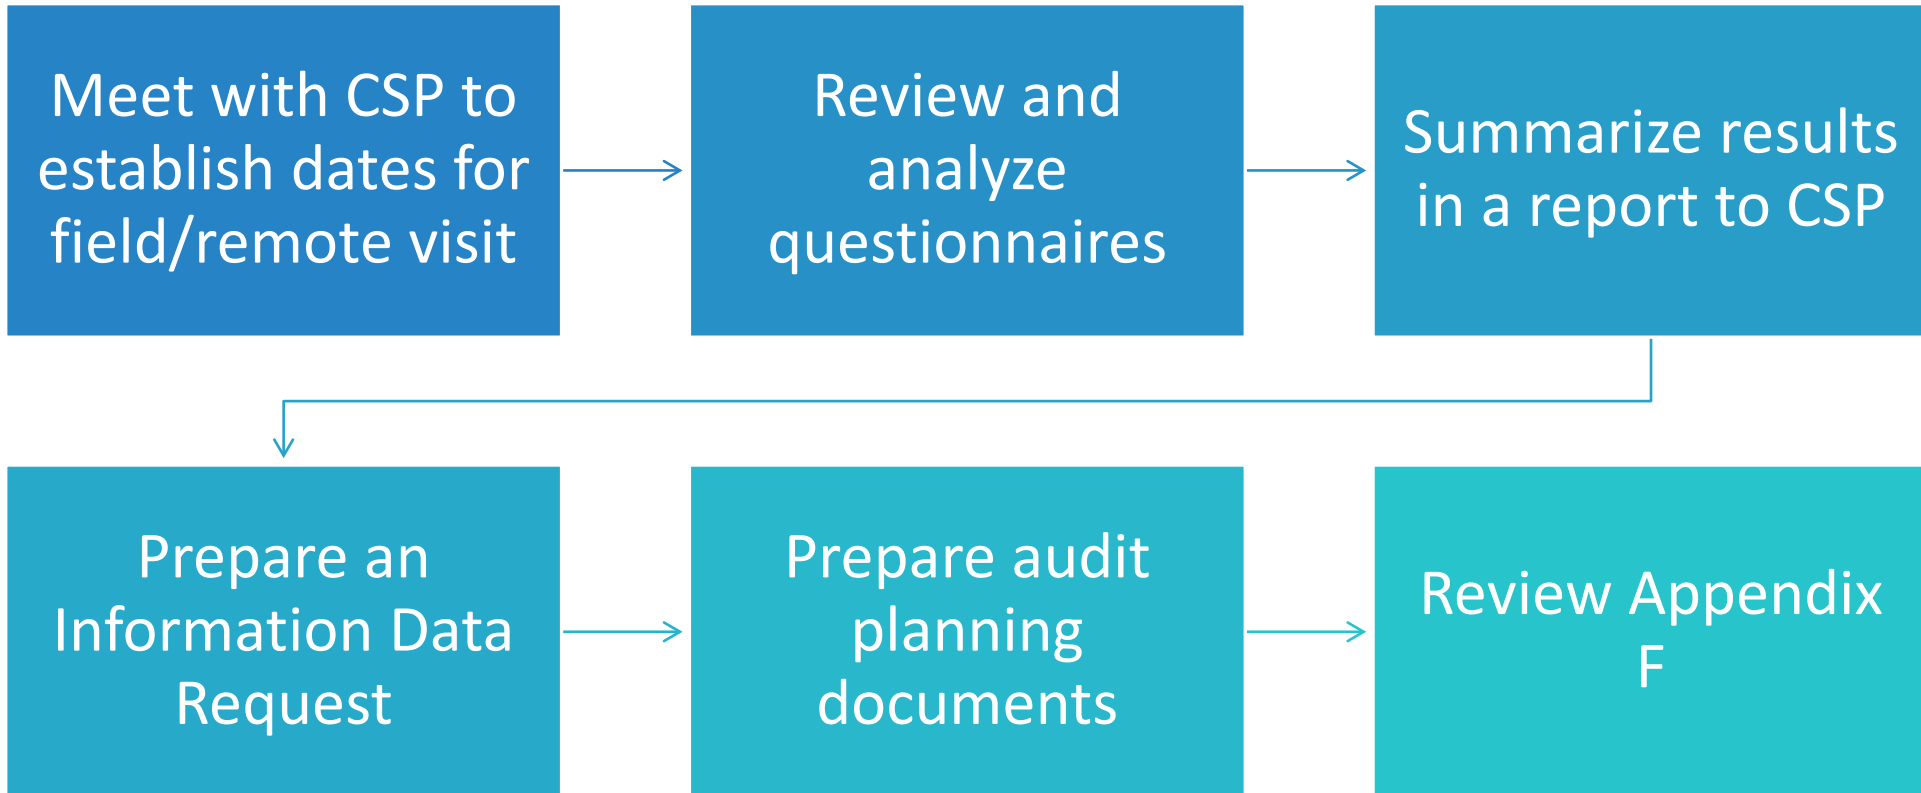 Meet with CSP to
establish dates for
field/remote visit
Review and
analyze
questionnaires
Summarize results
in a report to CSP
Prepare an
Information Data
Request
Prepare audit
planning
documents
Review Appendix
F